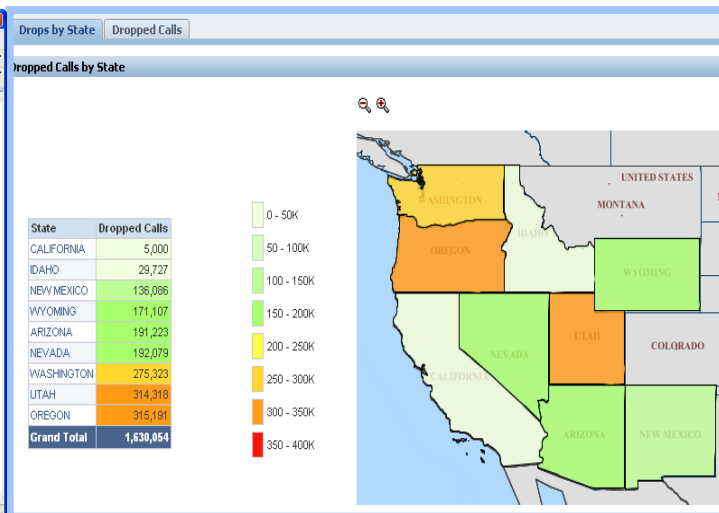 Drops by State Dropped Calls
Dropped Calls by State
State Dropped Calls
CALIFORNIA 5,000
IDAHO 29,727
NEW MEXICO 136,086
WYOMING 171,107
ARIZONA 191,223
NEVADA 192,079
WASHINGTON 275,323
UTAH 314,318
OREGON 315,191
Grand Total 1,630,054
0 - 50K
50 - 100K
100 - 150K
150 - 200K
200 - 250K
250 - 300K
300 - 350K
350 - 400K
UNITED STATES
WASHINGTON
MONTANA
IDAHO
OREGON
WYOMING
UTAH
COLORADO
NEVADA
CALIFORNIA
ARIZONA
NEW MEXICO